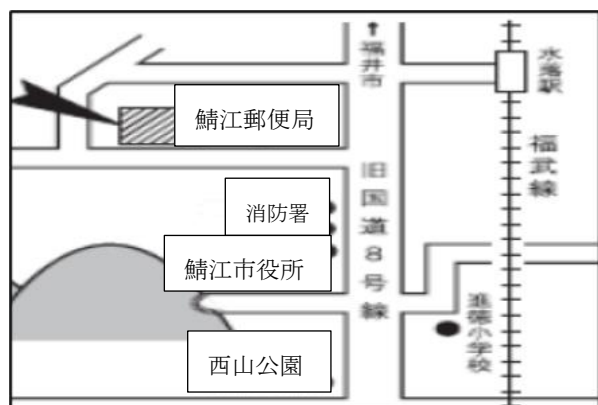 福井市
水落駅
鯖江郵便局
福武線
旧国道8号線
消防署
鯖江市役所
進徳小学校
西山公園